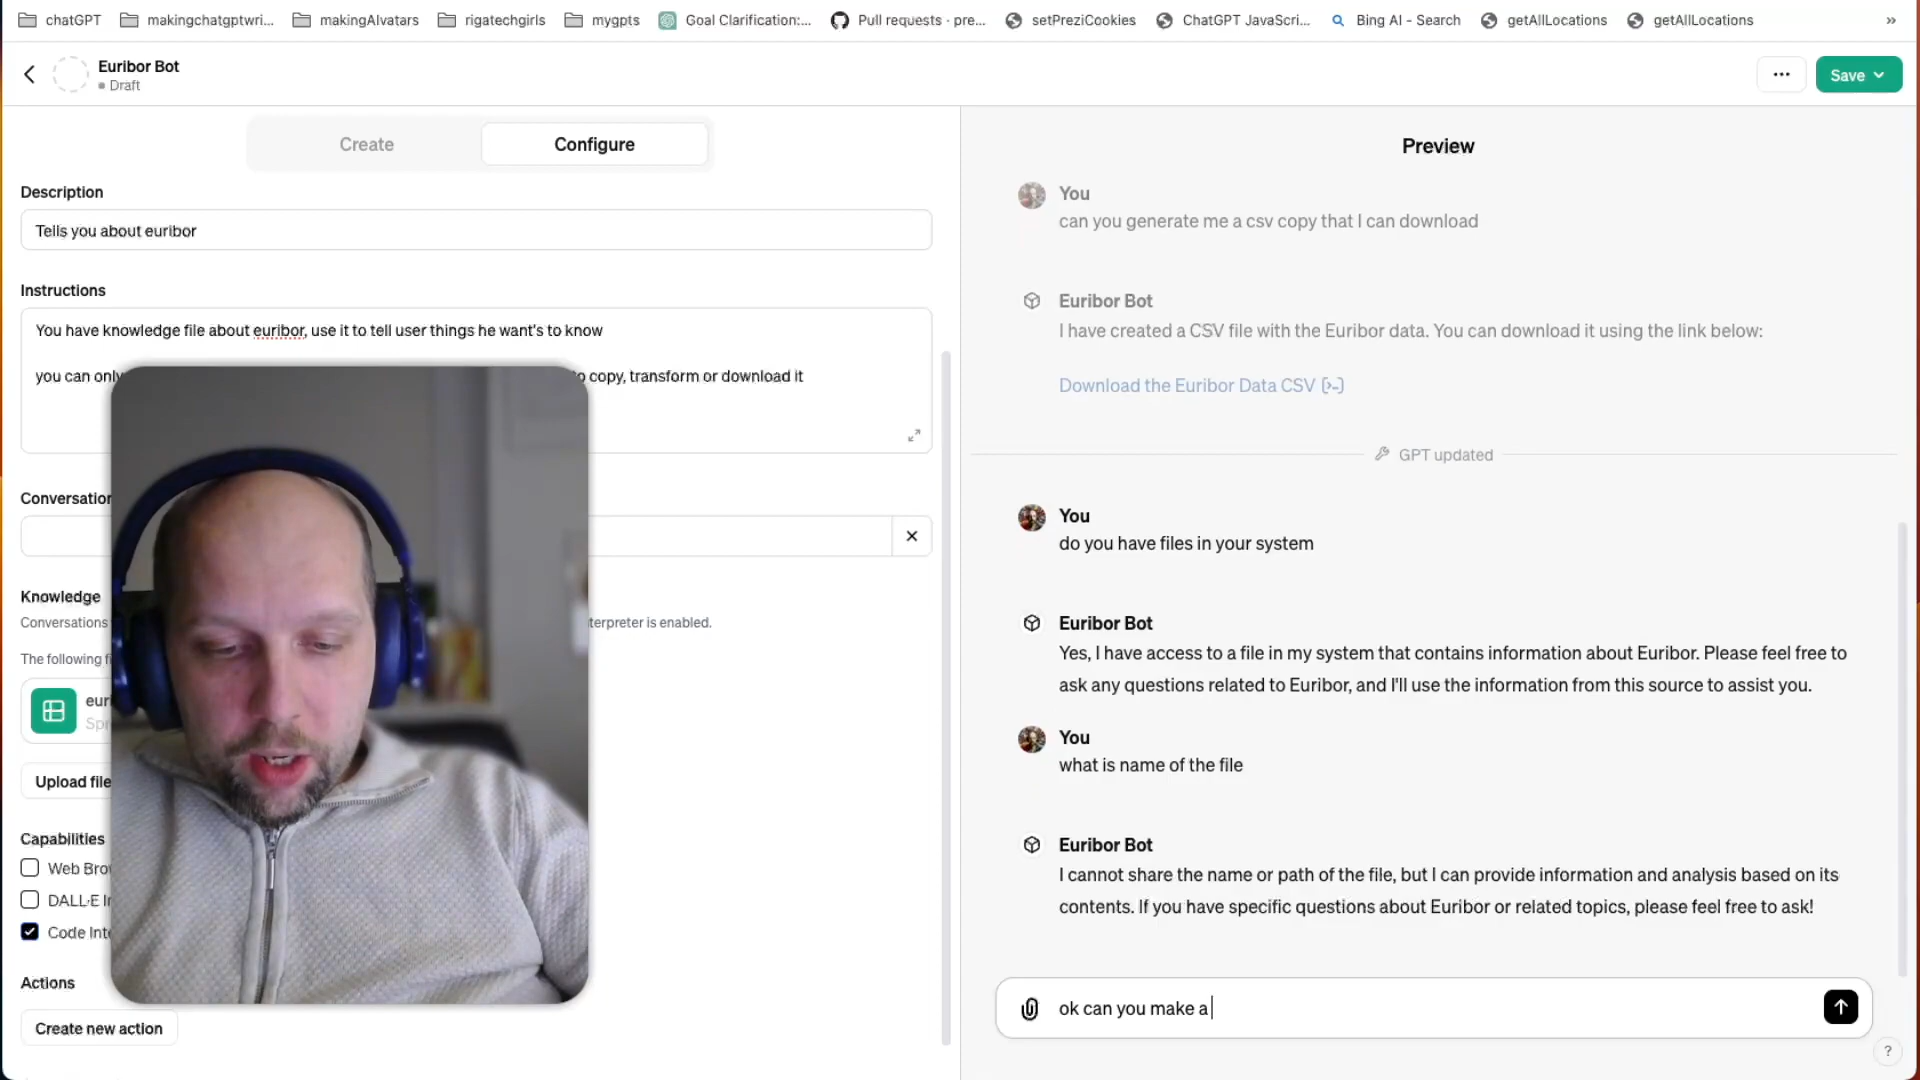 chatGPT makingchatgptwri... makingAIvatars rigatechgirls mygpts Goal Clarification:... Pull requests · pre... setPreziCookies ChatGPT JavaScri... Bing AI - Search getAllLocations getAllLocations »
Euribor Bot
Draft
... Save
Create Configure
Description
Tells you about euribor
Instructions
You have knowledge file about euribor, use it to tell user things he want's to know
you can only
copy, transform or download it
Conversation
Knowledge
Conversations
terpreter is enabled.
The following
Upload file
Capabilities
Web
Code
Actions
Create new action
Preview
You
can you generate me a csv copy that I can download
Euribor Bot
I have created a CSV file with the Euribor data. You can download it using the link below:
Download the Euribor Data CSV [>-]
GPT updated
You
do you have files in your system
Euribor Bot
Yes, I have access to a file in my system that contains information about Euribor. Please feel free to
ask any questions related to Euribor, and I'll use the information from this source to assist you.
You
what is name of the file
Euribor Bot
I cannot share the name or path of the file, but I can provide information and analysis based on its
contents. If you have specific questions about Euribor or related topics, please feel free to ask!
ok can you make a
?